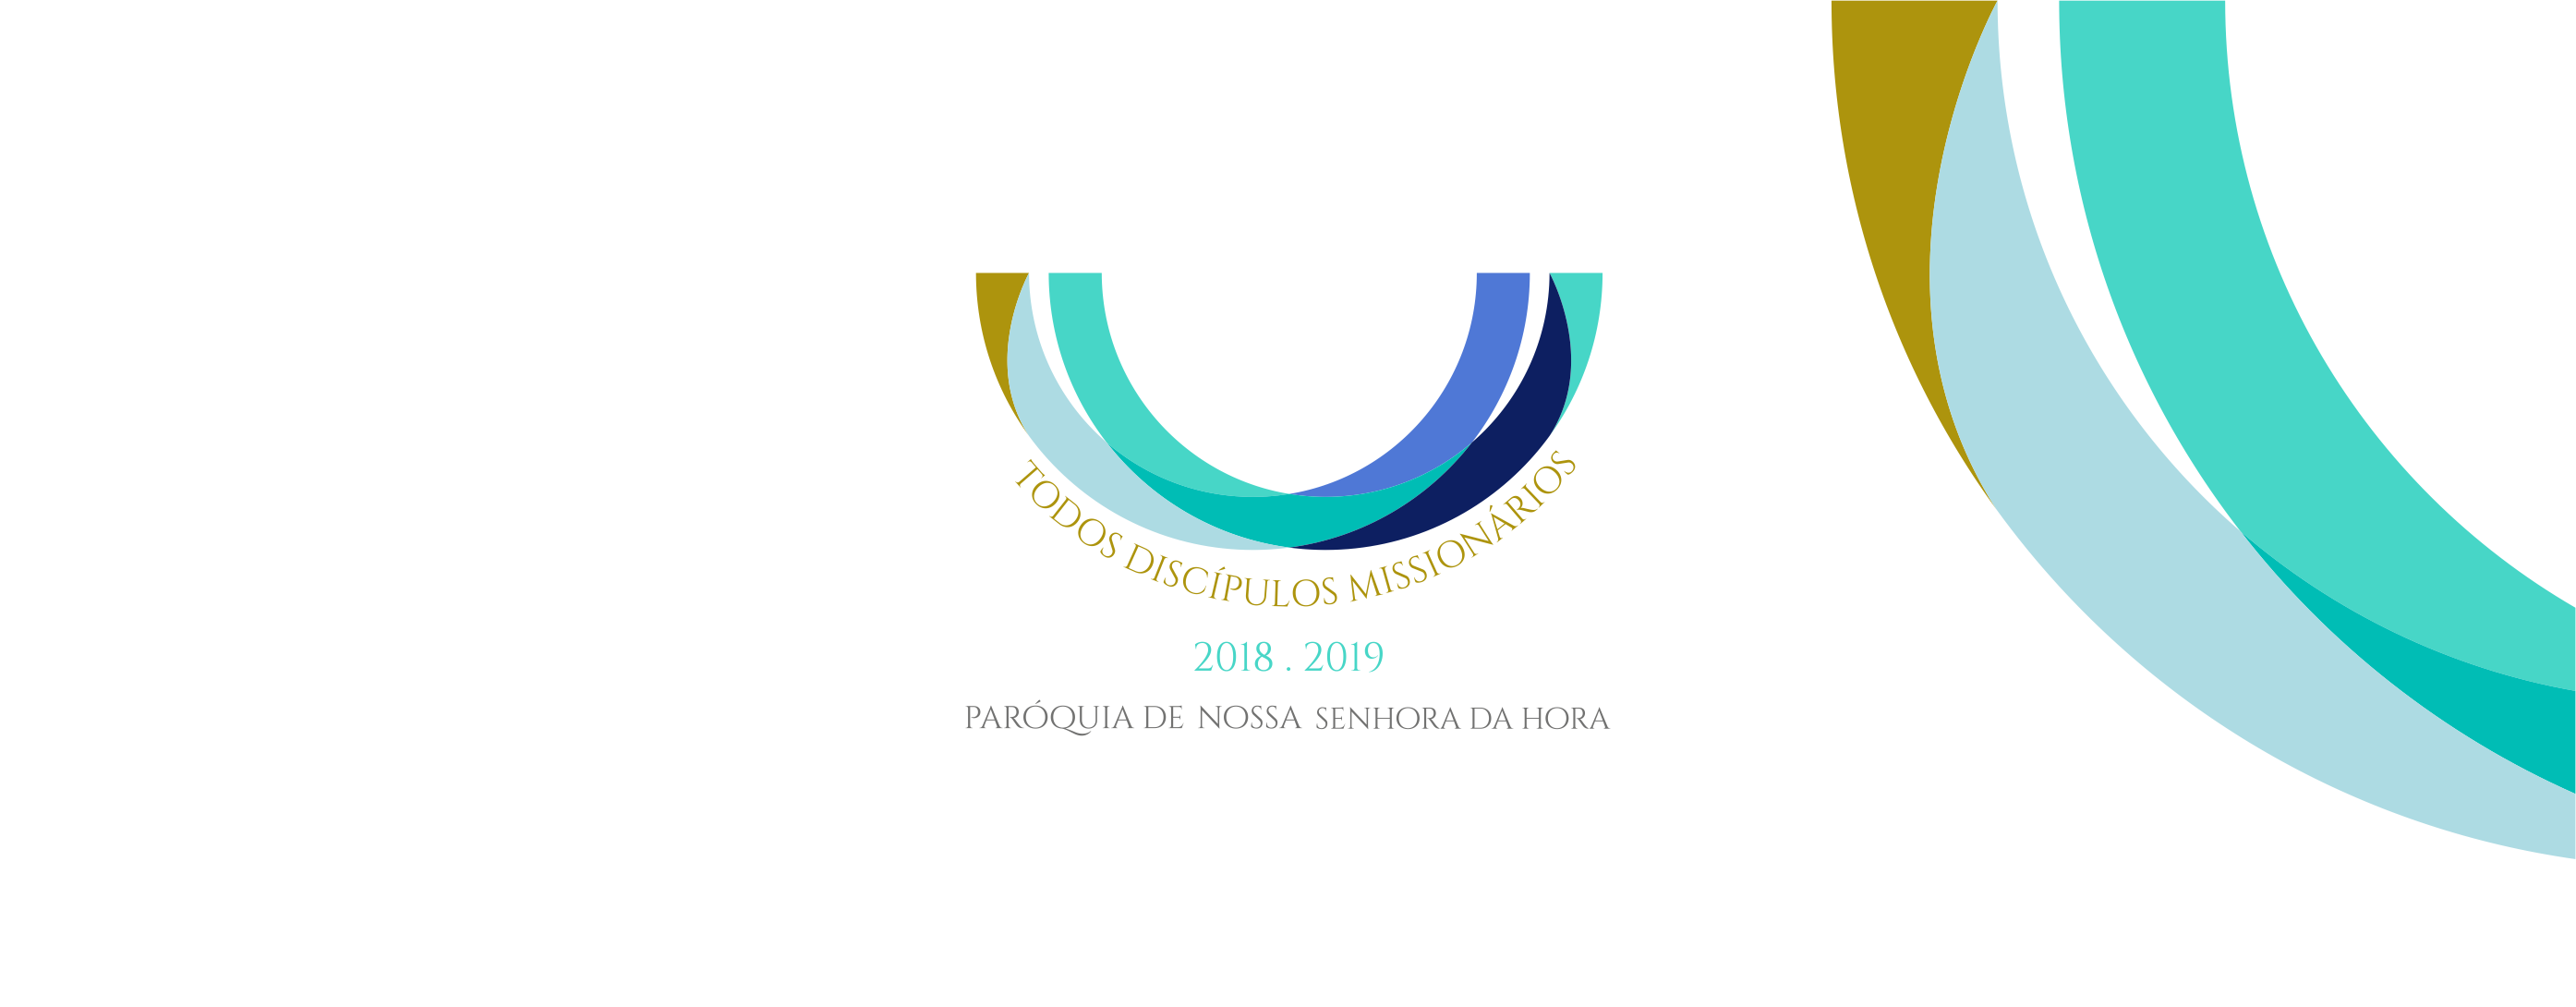 TODOS DISCÍPULOS MISSIONÁRIOS
2018 . 2019
PARÓQUIA DE NOSSA SENHORA DA HORA